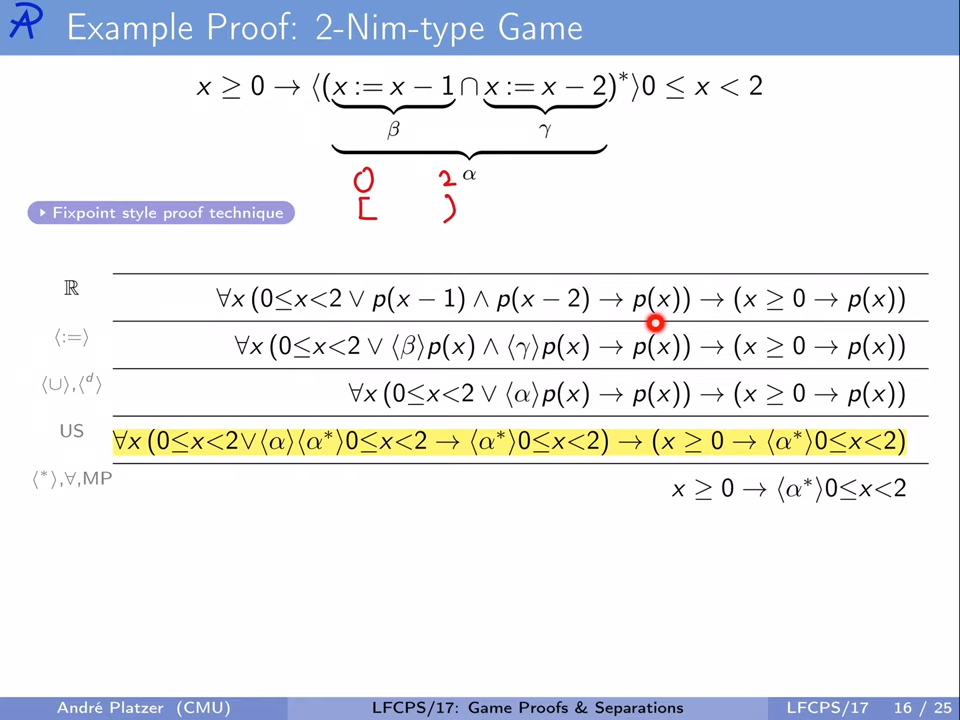 Example Proof: 2-Nim-type Game
x ≥ 0 → ⟨(x := x − 1 ∩ x := x − 2)*⟩0 ≤ x < 2
β γ
α
0 2
[ )
Fixpoint style proof technique
ℝ ∀x (0≤x<2 ∨ p(x − 1) ∧ p(x − 2) → p(x)) → (x ≥ 0 → p(x))
⟨:=⟩ ∀x (0≤x<2 ∨ ⟨β⟩p(x) ∧ ⟨γ⟩p(x) → p(x)) → (x ≥ 0 → p(x))
⟨∪⟩,⟨ᵈ⟩ ∀x (0≤x<2 ∨ ⟨α⟩p(x) → p(x)) → (x ≥ 0 → p(x))
US ∀x (0≤x<2∨⟨α⟩⟨α*⟩0≤x<2 → ⟨α*⟩0≤x<2) → (x ≥ 0 → ⟨α*⟩0≤x<2)
⟨*⟩,∀,MP x ≥ 0 → ⟨α*⟩0≤x<2
André Platzer (CMU) LFCPS/17: Game Proofs & Separations LFCPS/17 16 / 25